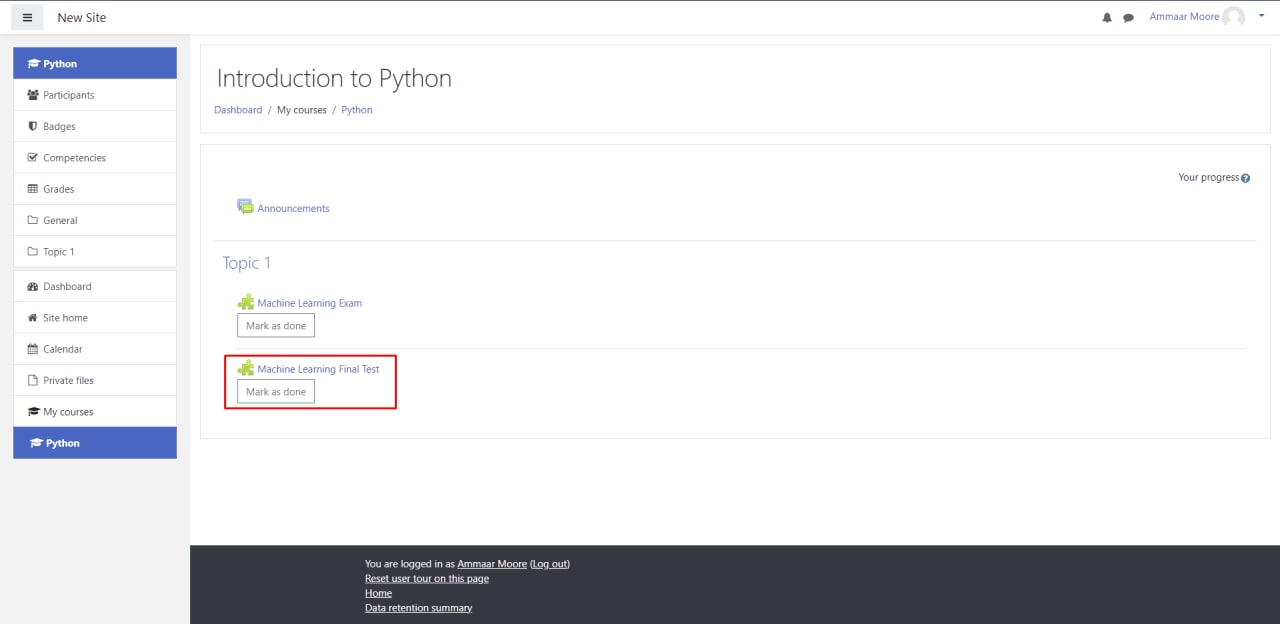 New Site
Ammaar Moore
Python
Participants
Badges
Competencies
Grades
General
Topic 1
Dashboard
Site home
Calendar
Private files
My courses
Python
Introduction to Python
Dashboard / My courses / Python
Your progress
Announcements
Topic 1
Machine Learning Exam
Mark as done
Machine Learning Final Test
Mark as done
You are logged in as Ammaar Moore (Log out)
Reset user tour on this page
Home
Data retention summary